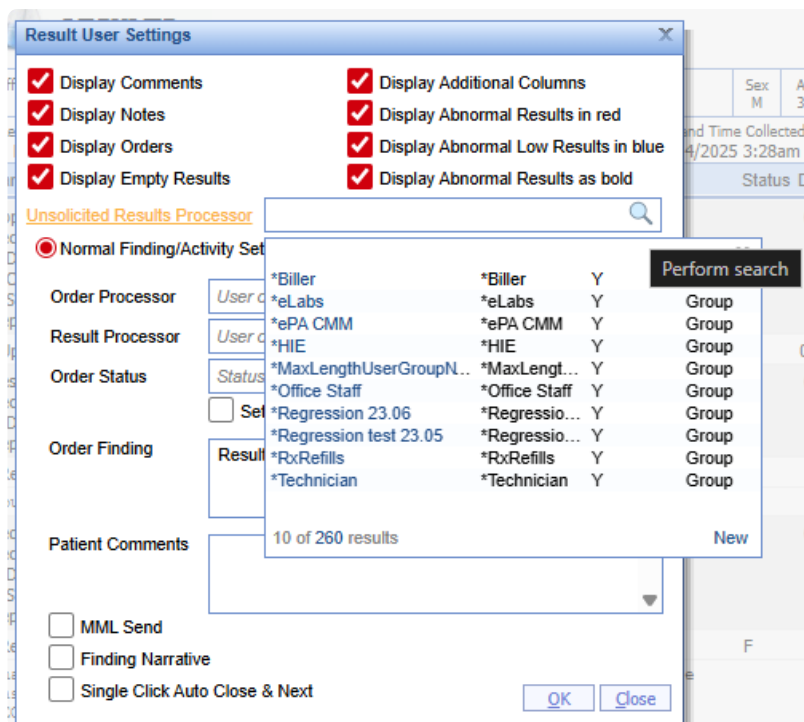 Result User Settings X
Display Comments Display Additional Columns
Display Notes Display Abnormal Results in red
Display Orders Display Abnormal Low Results in blue
Display Empty Results Display Abnormal Results as bold
Unsolicited Results Processor
Normal Finding/Activity Set
Perform search
*Biller *Biller Y
*eLabs *eLabs Y Group
*ePA CMM *ePA CMM Y Group
*HIE *HIE Y Group
*MaxLengthUserGroupN... *MaxLengt... Y Group
*Office Staff *Office Staff Y Group
*Regression 23.06 *Regressio... Y Group
*Regression test 23.05 *Regressio... Y Group
*RxRefills *RxRefills Y Group
*Technician *Technician Y Group
10 of 260 results New
Order Processor User
Result Processor User
Order Status Status
Set
Order Finding Result
Patient Comments
MML Send
Finding Narrative
Single Click Auto Close & Next
OK Close
Sex
M
and Time Collected
4/2025 3:28am
Status D
F